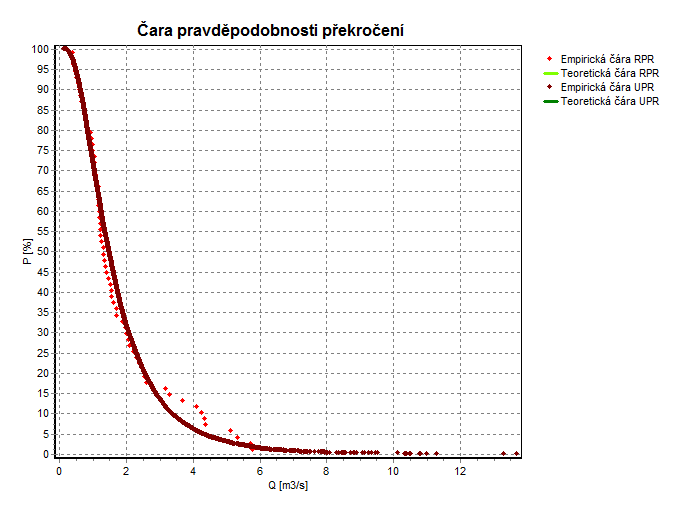 Čára pravděpodobnosti překročení
Empirická čára RPR
Teoretická čára RPR
Empirická čára UPR
Teoretická čára UPR
P [%]
100
95
90
85
80
75
70
65
60
55
50
45
40
35
30
25
20
15
10
5
0
0 2 4 6 8 10 12
Q [m3/s]